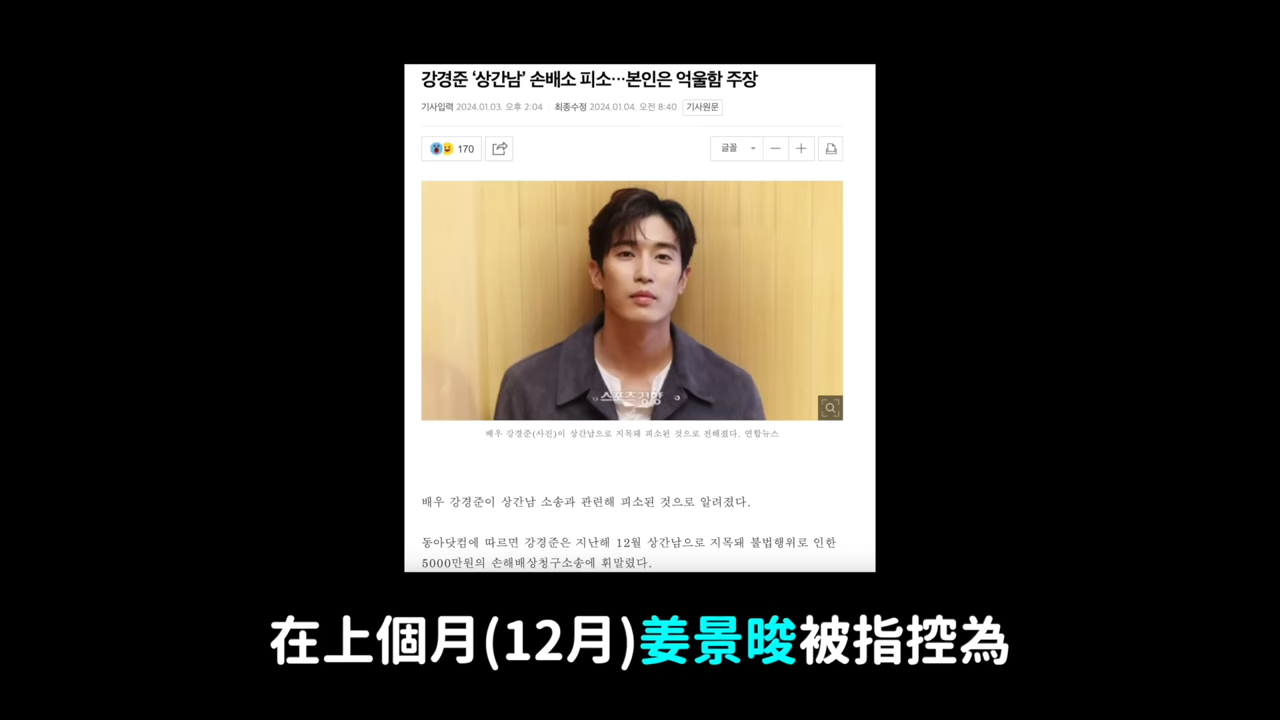 강경준 '상간남' 손배소 피소…본인은 억울함 주장
기사입력 2024.01.03. 오후 2:04 최종수정 2024.01.04. 오전 8:40 기사원문
170
글꼴
스포츠경향
배우 강경준(사진)이 상간남으로 지목돼 피소된 것으로 전해졌다. 연합뉴스
배우 강경준이 상간남 소송과 관련해 피소된 것으로 알려졌다.
동아닷컴에 따르면 강경준은 지난해 12월 상간남으로 지목돼 불법행위로 인한
5000만원의 손해배상청구소송에 휘말렸다.
在上個月(12月)姜景晙被指控為